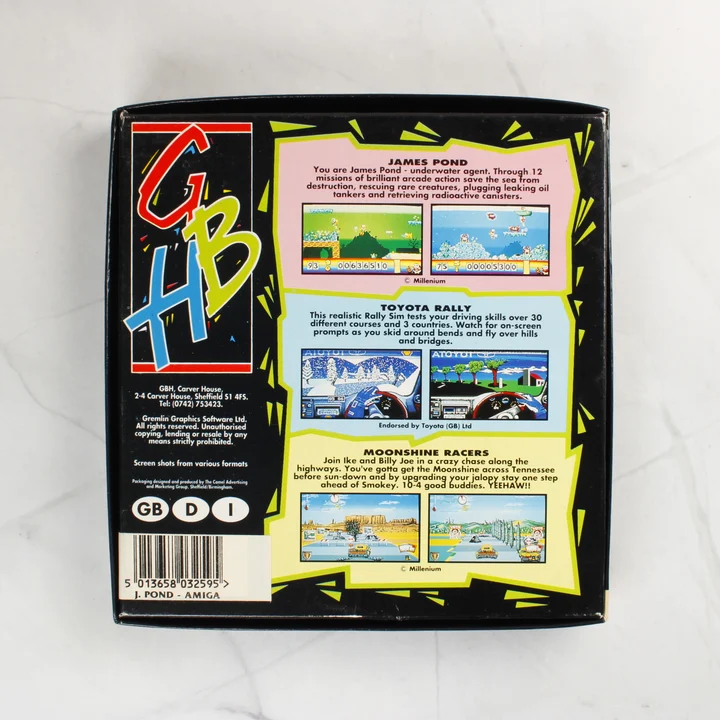 GBH
GBH, Carver House,
2-4 Carver House, Sheffield S1 4FS.
Tel: (0742) 753423.
Gremlin Graphics Software Ltd.
All rights reserved. Unauthorised
copying, lending or resale by any
means strictly prohibited.
Screen shots from various formats
Packaging designed and produced by The Camel Advertising
and Marketing Group, Sheffield/Birmingham.
GB D I
5 013658 032595 >
J. POND - AMIGA
JAMES POND
You are James Pond - underwater agent. Through 12
missions of brilliant arcade action save the sea from
destruction, rescuing rare creatures, plugging leaking oil
tankers and retrieving radioactive canisters.
93 00636510
75 00005300
© Millenium
TOYOTA RALLY
This realistic Rally Sim tests your driving skills over 30
different courses and 3 countries. Watch for on-screen
prompts as you skid around bends and fly over hills
and bridges.
Endorsed by Toyota (GB) Ltd
MOONSHINE RACERS
Join Ike and Billy Joe in a crazy chase along the
highways. You've gotta get the Moonshine across Tennessee
before sun-down and by upgrading your jalopy stay one step
ahead of Smokey. 10-4 good buddies. YEEHAW!!
© Millenium